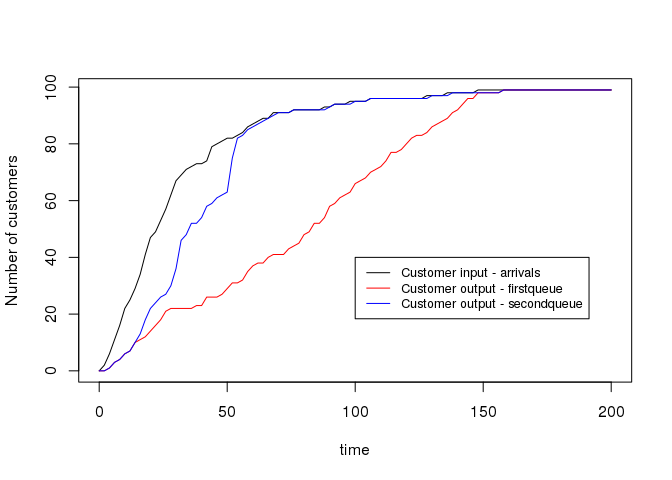 100
80
60
40
20
0
Number of customers
Customer input - arrivals
Customer output - firstqueue
Customer output - secondqueue
0 50 100 150 200
time